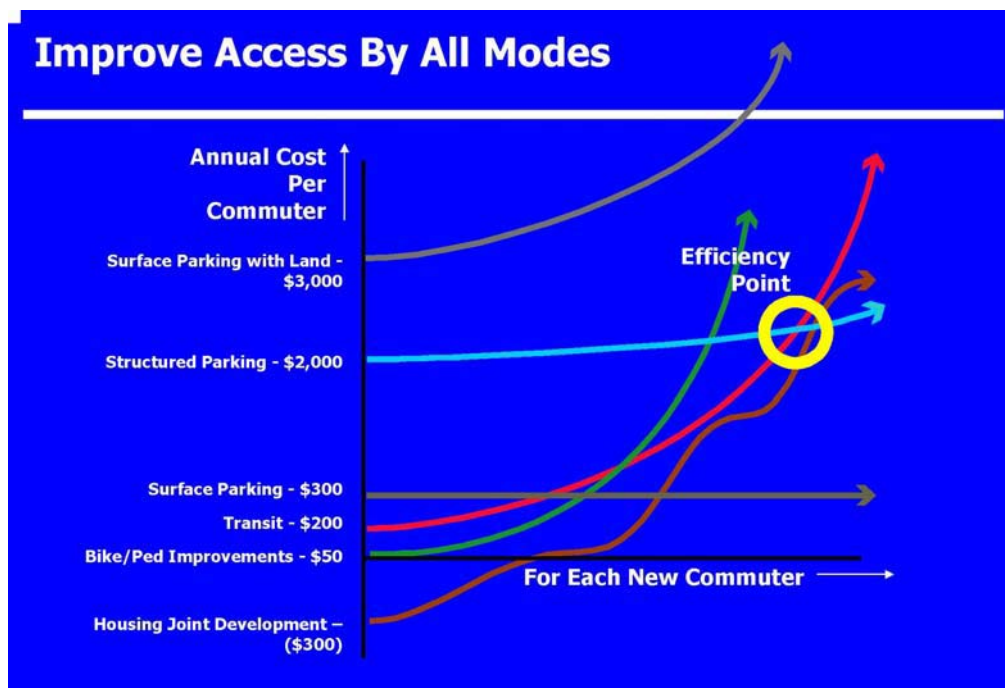 Improve Access By All Modes
Annual Cost
Per
Commuter
Surface Parking with Land -
$3,000
Efficiency
Point
Structured Parking - $2,000
Surface Parking - $300
Transit - $200
Bike/Ped Improvements - $50
For Each New Commuter
Housing Joint Development –
($300)